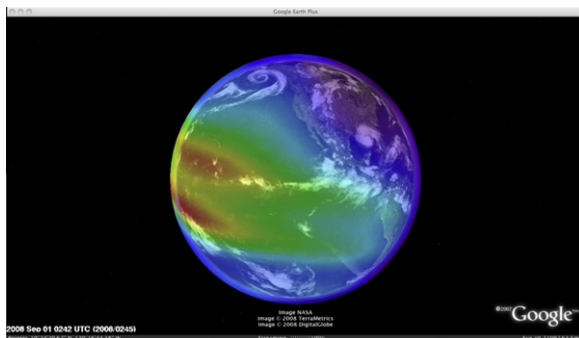 Google Earth Plus
Image NASA
Image © 2008 TerraMetrics
Image © 2008 DigitalGlobe
©2007 Google™
2008 Sep 01 0242 UTC (2008/0245)